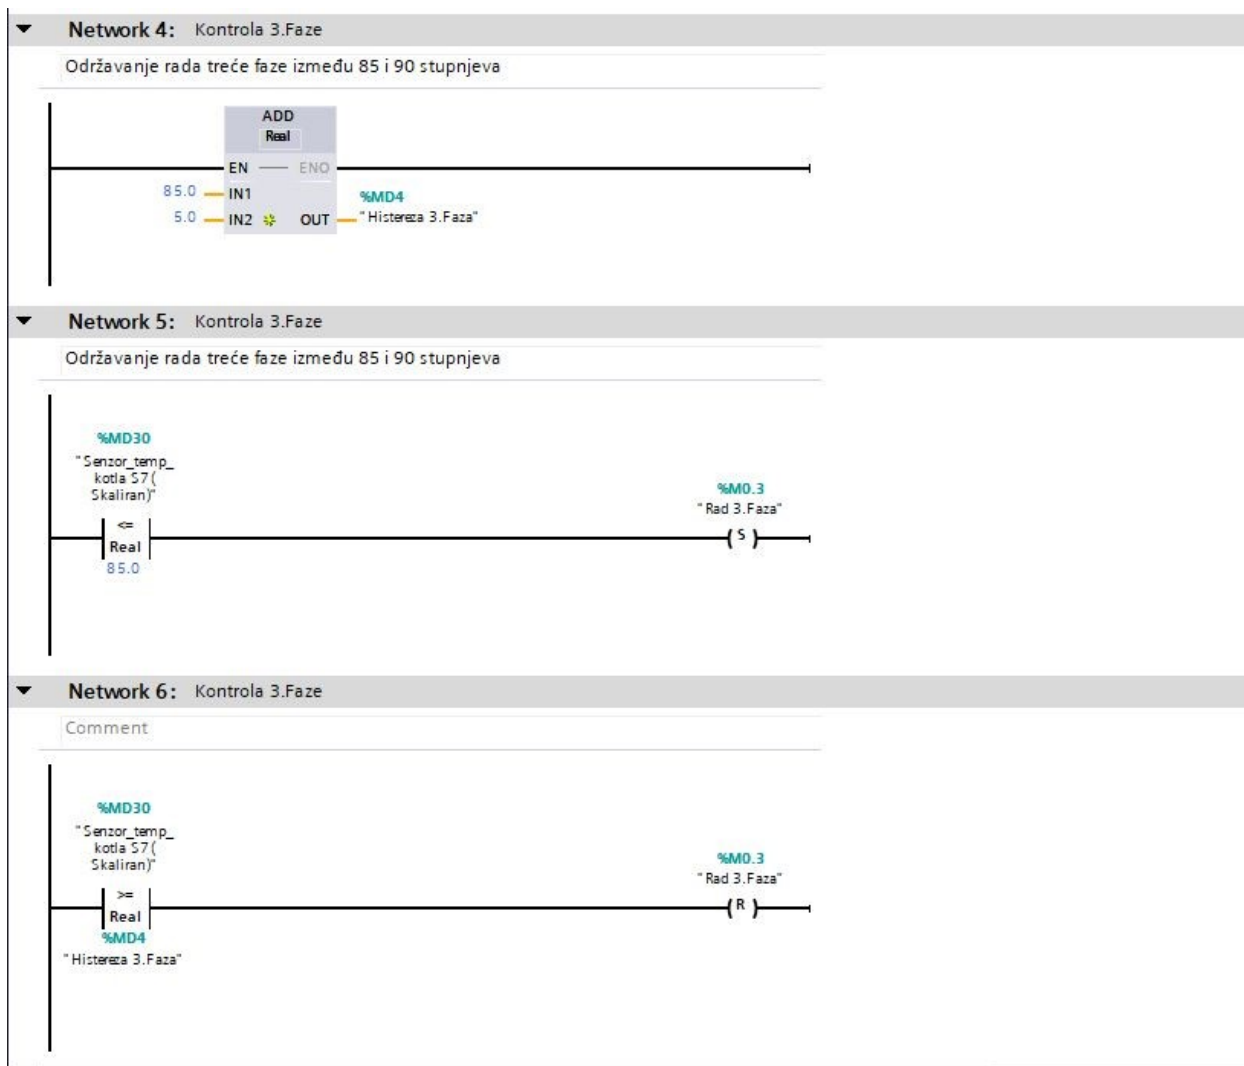 Network 4: Kontrola 3.Faze
Održavanje rada treće faze između 85 i 90 stupnjeva
ADD
Real
EN ENO
85.0 IN1
%MD4
5.0 IN2 OUT "Histereza 3.Faza"
Network 5: Kontrola 3.Faze
Održavanje rada treće faze između 85 i 90 stupnjeva
%MD30
"Senzor_temp_
kotla S7(
Skaliran)"
%M0.3
"Rad 3.Faza"
<=
Real
S
85.0
Network 6: Kontrola 3.Faze
Comment
%MD30
"Senzor_temp_
kotla S7(
Skaliran)"
%M0.3
"Rad 3.Faza"
>=
Real
R
%MD4
"Histereza 3.Faza"